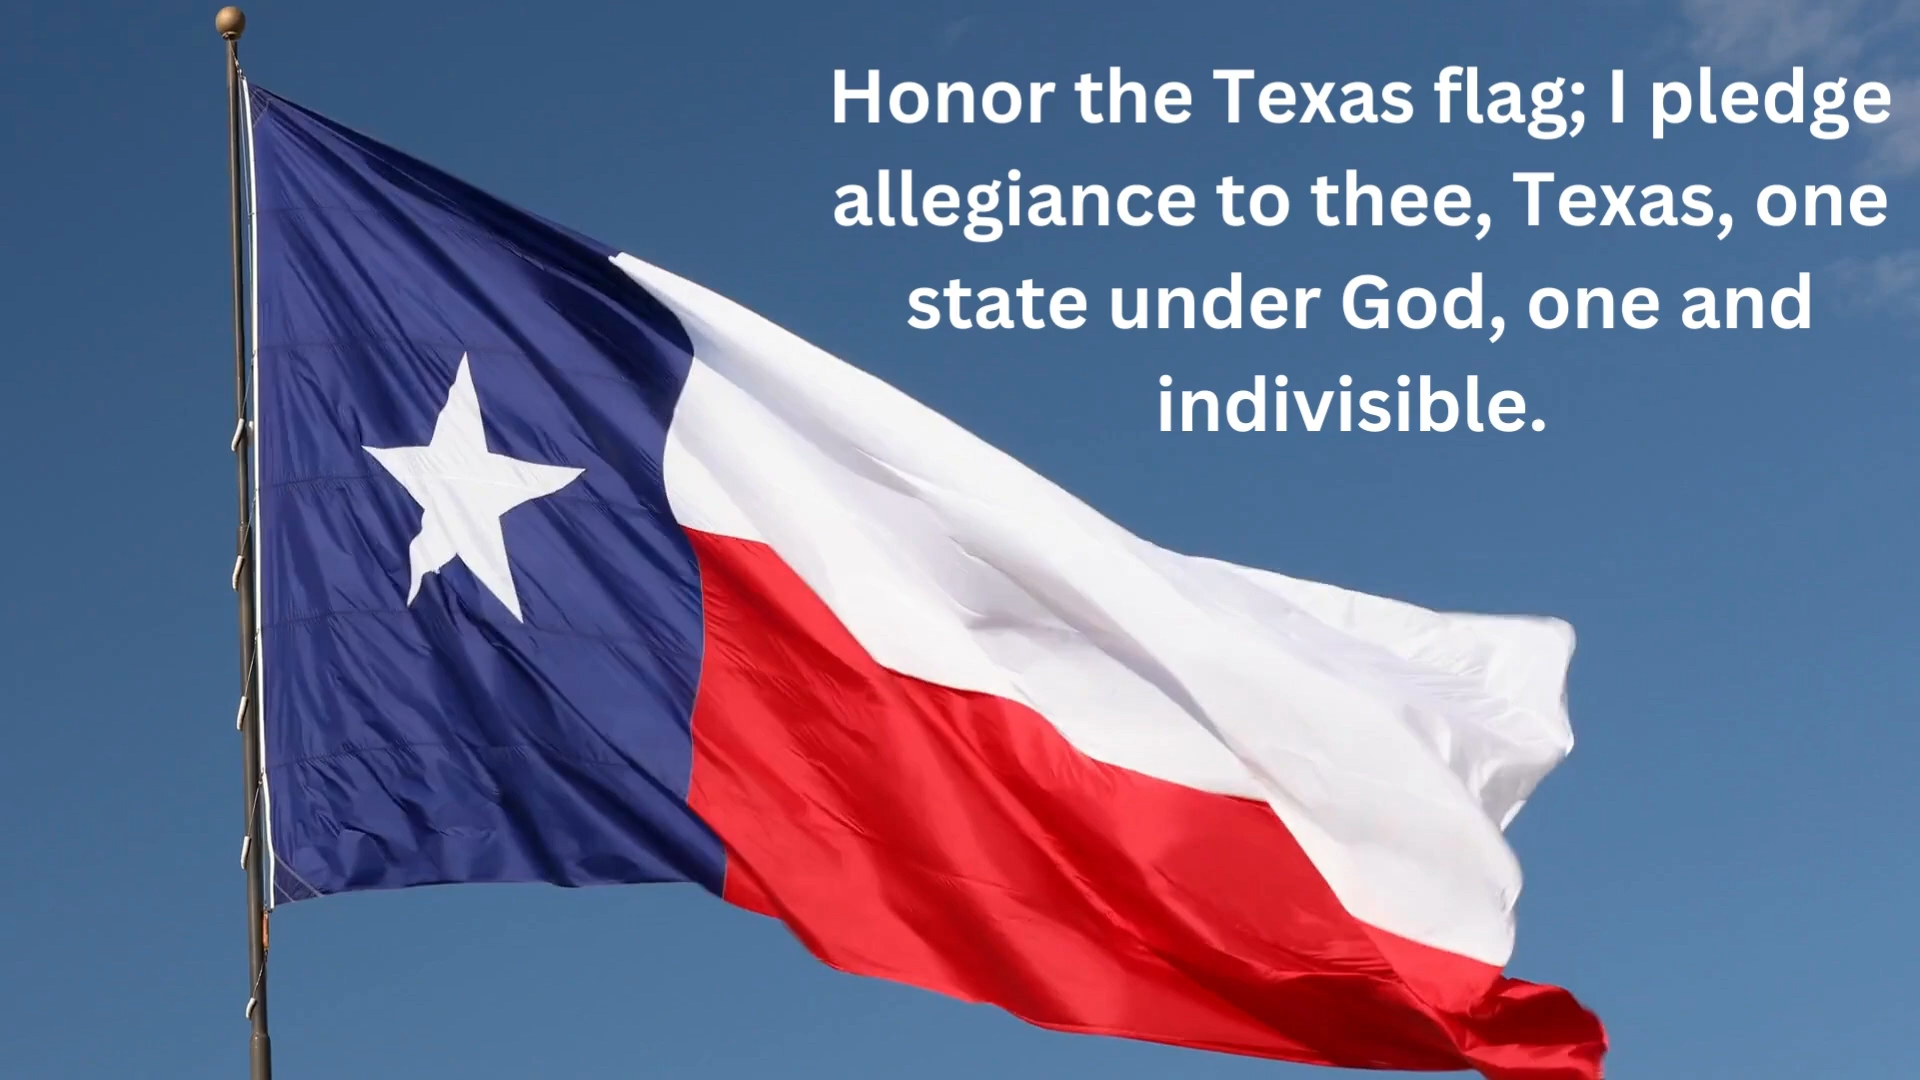 Honor the Texas flag; I pledge
allegiance to thee, Texas, one
state under God, one and
indivisible.